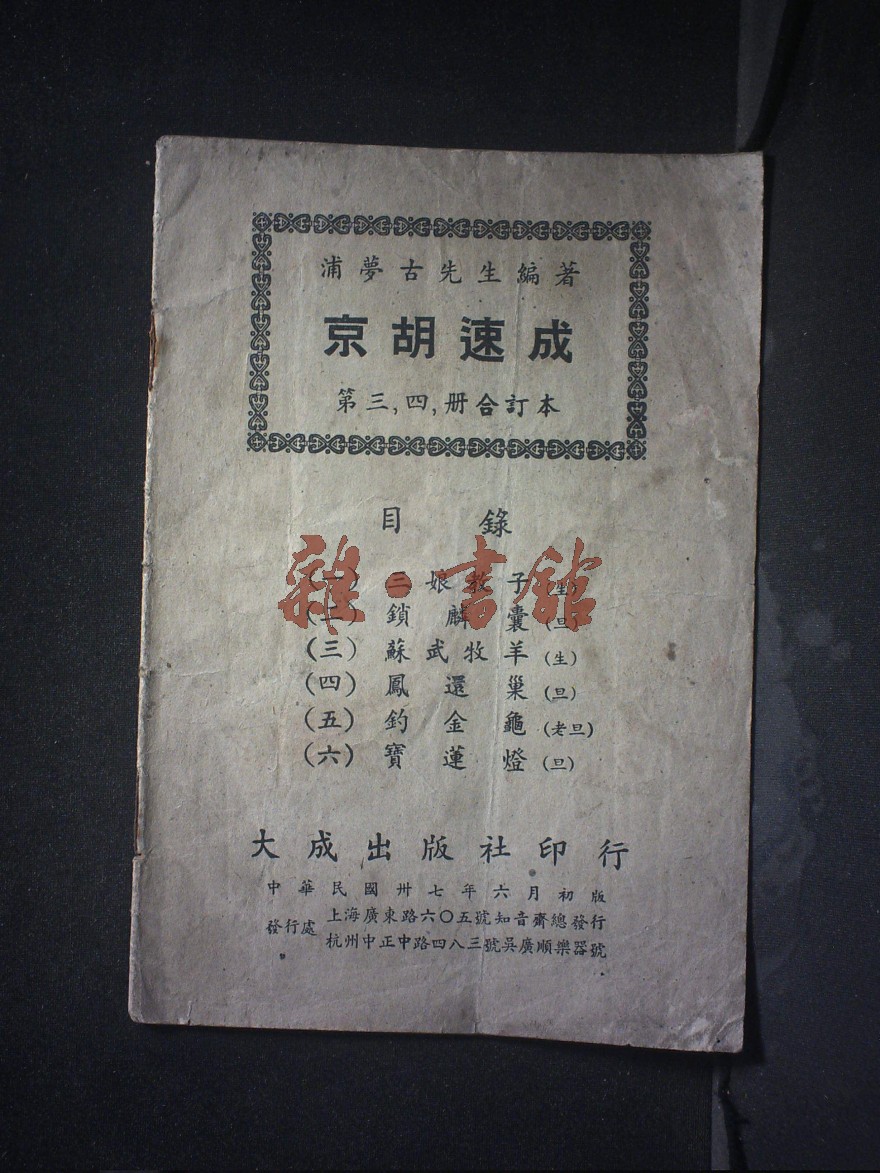 浦夢古先生編著
京胡速成
第三,四,册合訂本
目錄
(一) 三娘教子(生)
(二) 鎖麟囊(旦)
(三) 蘇武牧羊(生)
(四) 鳳還巢(旦)
(五) 釣金龜(老旦)
(六) 寶蓮燈(旦)
雜·書館
大成出版社印行
中華民國卅七年六月初版
發行處 上海廣東路六〇五號知音齋總發行
杭州中正中路四八三號吳廣順樂器號